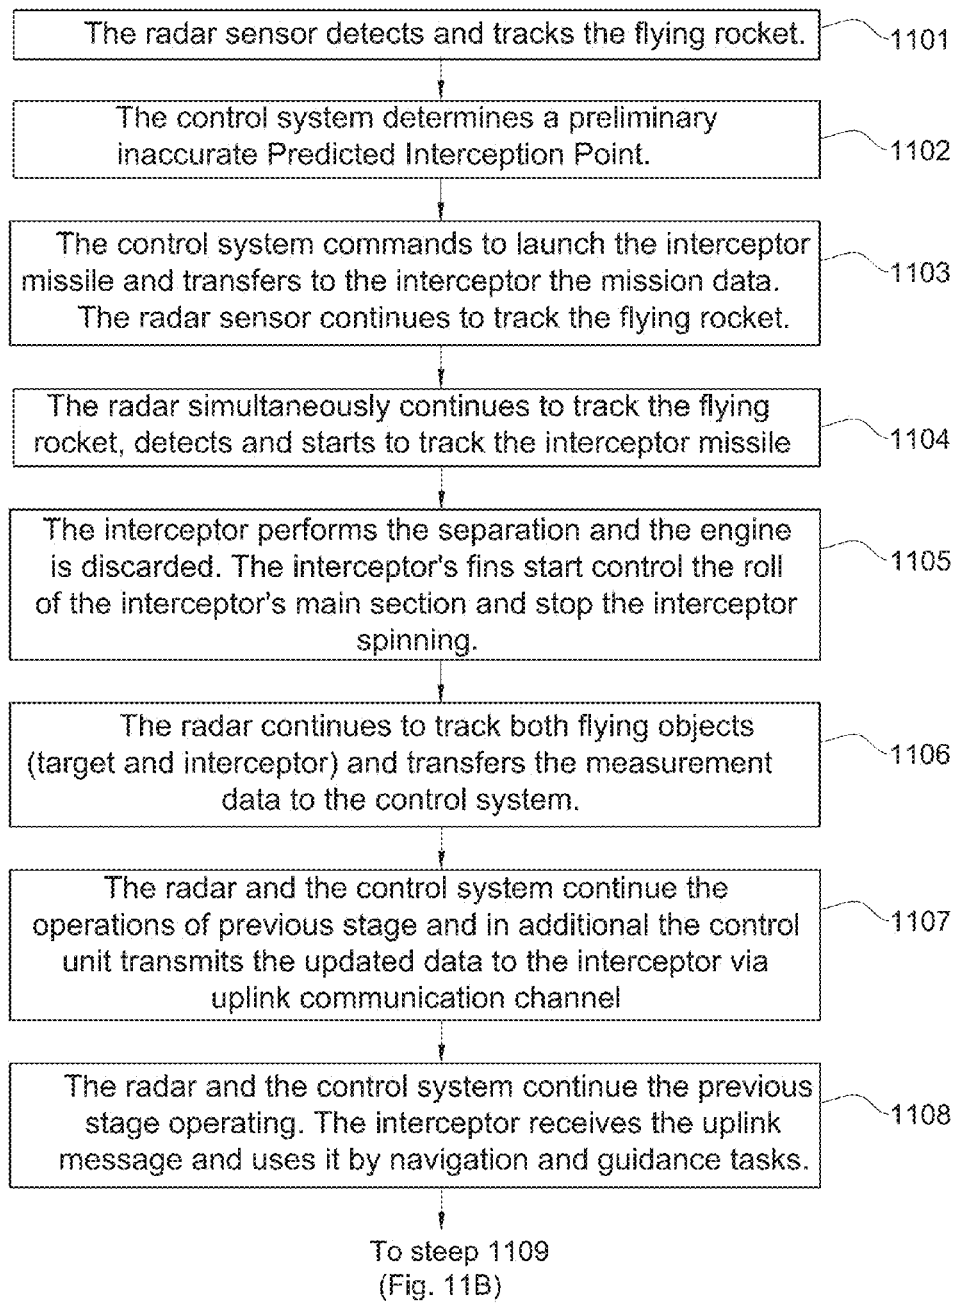 The radar sensor detects and tracks the flying rocket.
1101
The control system determines a preliminary
inaccurate Predicted Interception Point.
1102
The control system commands to launch the interceptor
missile and transfers to the interceptor the mission data.
The radar sensor continues to track the flying rocket.
1103
The radar simultaneously continues to track the flying
rocket, detects and starts to track the interceptor missile
1104
The interceptor performs the separation and the engine
is discarded. The interceptor's fins start control the roll
of the interceptor's main section and stop the interceptor
spinning.
1105
The radar continues to track both flying objects
(target and interceptor) and transfers the measurement
data to the control system.
1106
The radar and the control system continue the
operations of previous stage and in additional the control
unit transmits the updated data to the interceptor via
uplink communication channel
1107
The radar and the control system continue the previous
stage operating. The interceptor receives the uplink
message and uses it by navigation and guidance tasks.
1108
To steep 1109
(Fig. 11B)